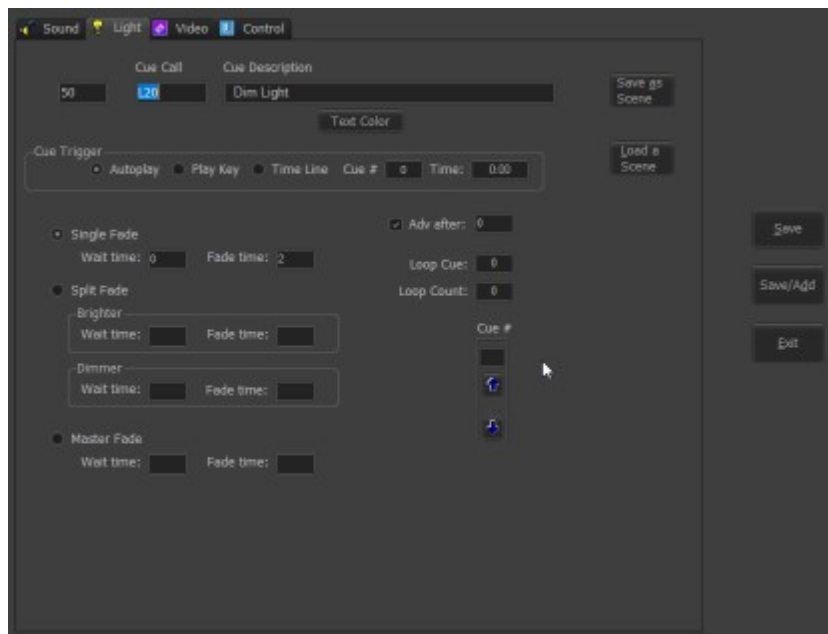 Sound Light Video Control
Cue Call Cue Description
50 L20 Dim Light
Save as
Scene
Text Color
Load a
Scene
Cue Trigger
Autoplay Play Key Time Line Cue # 0 Time: 0:00
Adv after: 0
Save
Single Fade
Wait time: 0 Fade time: 2
Loop Cue: 0
Split Fade
Loop Count: 0
Save/Add
Brighter
Wait time: Fade time:
Cue #
Exit
Dimmer
Wait time: Fade time:
Master Fade
Wait time: Fade time: